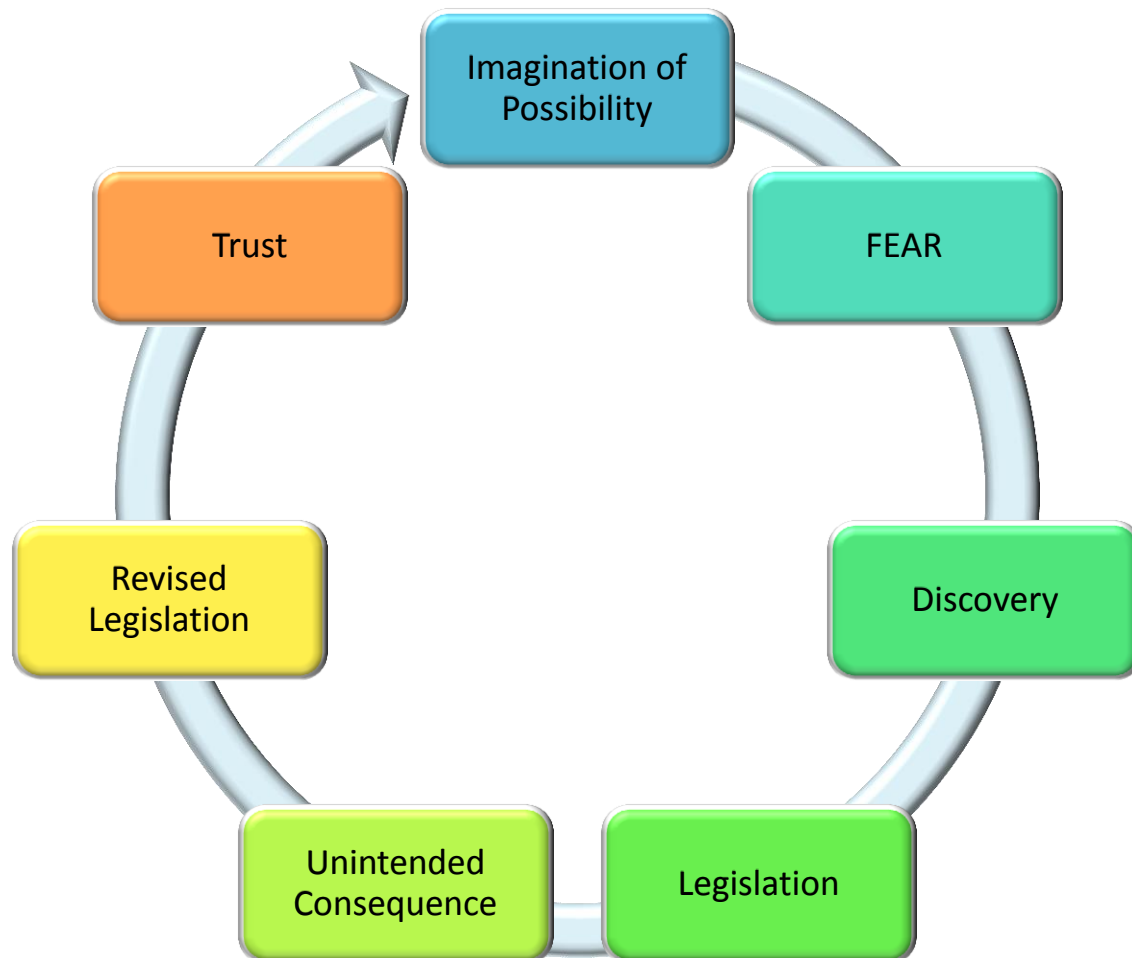 Imagination of
Possibility
FEAR
Discovery
Legislation
Unintended
Consequence
Revised
Legislation
Trust